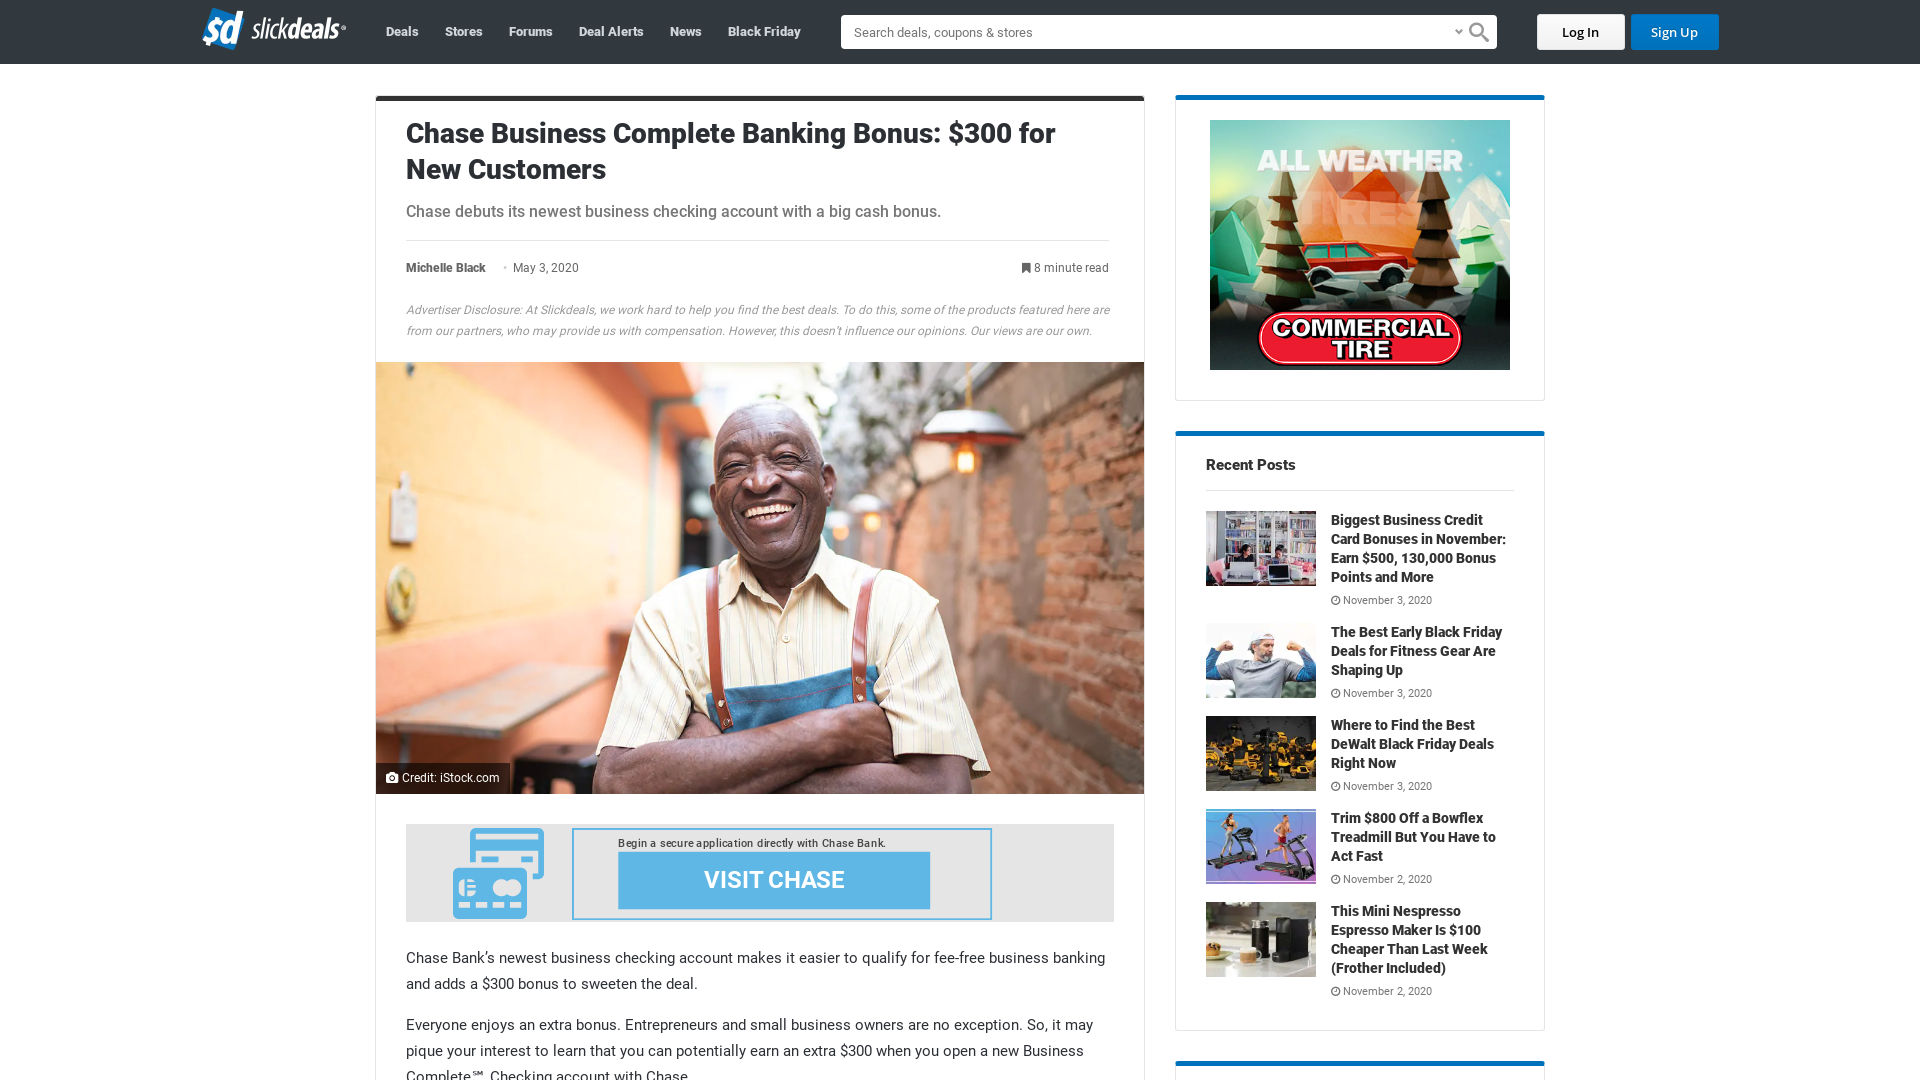 $d slickdeals
Deals
Stores
Forums
Deal Alerts
News
Black Friday
Search deals, coupons & stores
Log In
Sign Up
Chase Business Complete Banking Bonus: $300 for
New Customers
Chase debuts its newest business checking account with a big cash bonus.
Michelle Black • May 3, 2020
8 minute read
Advertiser Disclosure: At Slickdeals, we work hard to help you find the best deals. To do this, some of the products featured here are
from our partners, who may provide us with compensation. However, this doesn’t influence our opinions. Our views are our own.
Credit: iStock.com
Begin a secure application directly with Chase Bank.
VISIT CHASE
Chase Bank’s newest business checking account makes it easier to qualify for fee-free business banking
and adds a $300 bonus to sweeten the deal.
Everyone enjoys an extra bonus. Entrepreneurs and small business owners are no exception. So, it may
pique your interest to learn that you can potentially earn an extra $300 when you open a new Business
Complete℠ Checking account with Chase.
ALL WEATHER
TIRES
COMMERCIAL
TIRE
Recent Posts
Biggest Business Credit
Card Bonuses in November:
Earn $500, 130,000 Bonus
Points and More
November 3, 2020
The Best Early Black Friday
Deals for Fitness Gear Are
Shaping Up
November 3, 2020
Where to Find the Best
DeWalt Black Friday Deals
Right Now
November 3, 2020
Trim $800 Off a Bowflex
Treadmill But You Have to
Act Fast
November 2, 2020
This Mini Nespresso
Espresso Maker Is $100
Cheaper Than Last Week
(Frother Included)
November 2, 2020